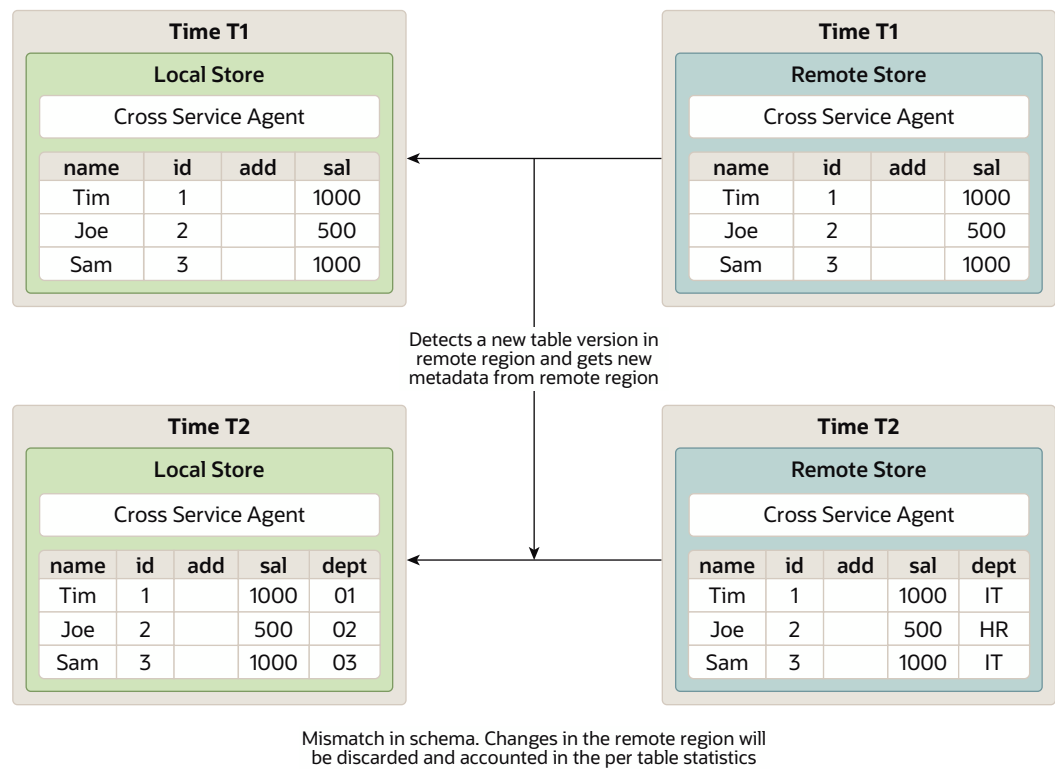 Time T1
Local Store
Cross Service Agent
name id add sal
Tim 1 1000
Joe 2 500
Sam 3 1000
Time T1
Remote Store
Cross Service Agent
name id add sal
Tim 1 1000
Joe 2 500
Sam 3 1000
Detects a new table version in
remote region and gets new
metadata from remote region
Time T2
Local Store
Cross Service Agent
name id add sal dept
Tim 1 1000 01
Joe 2 500 02
Sam 3 1000 03
Time T2
Remote Store
Cross Service Agent
name id add sal dept
Tim 1 1000 IT
Joe 2 500 HR
Sam 3 1000 IT
Mismatch in schema. Changes in the remote region will
be discarded and accounted in the per table statistics